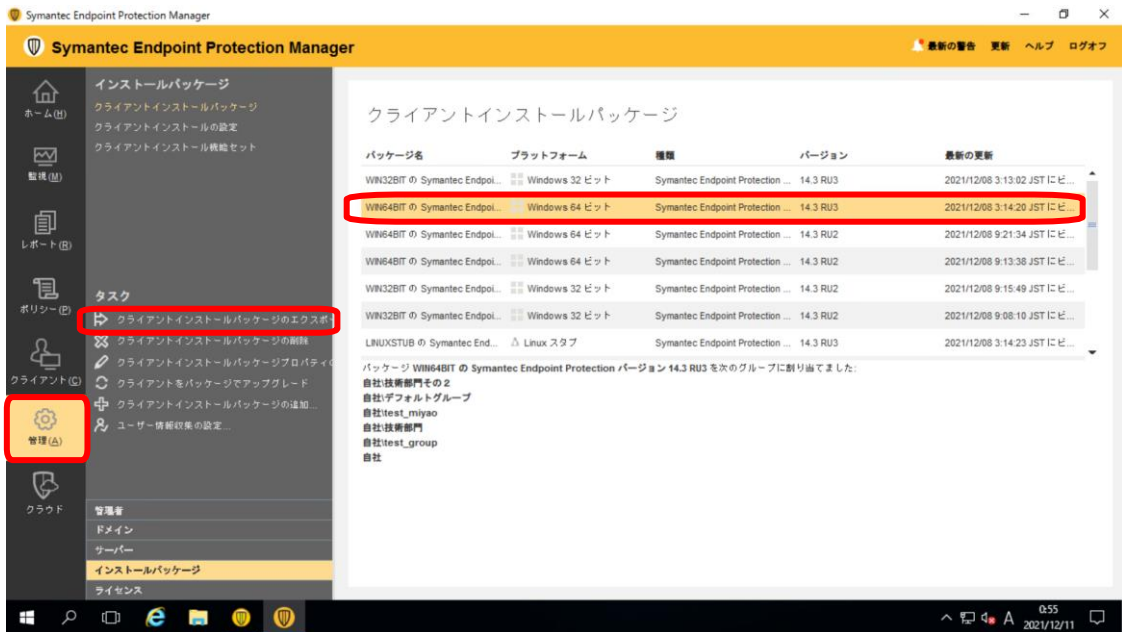 Symantec Endpoint Protection Manager
Symantec Endpoint Protection Manager
最新の警告 更新 ヘルプ ログオフ
ホーム(H)
監視(M)
レポート(R)
ポリシー(P)
クライアント(C)
管理(A)
クラウド
インストールパッケージ
クライアントインストールパッケージ
クライアントインストールの設定
クライアントインストール機能セット
タスク
クライアントインストールパッケージのエクスポー
クライアントインストールパッケージの削除
クライアントインストールパッケージプロパティの
クライアントをパッケージでアップグレード
クライアントインストールパッケージの追加...
ユーザー情報収集の設定...
管理者
ドメイン
サーバー
インストールパッケージ
ライセンス
クライアントインストールパッケージ
パッケージ名 プラットフォーム 種類 バージョン 最新の更新
WIN32BIT の Symantec Endpoi... Windows 32 ビット Symantec Endpoint Protection ... 14.3 RU3 2021/12/08 3:13:02 JST にビ...
WIN64BIT の Symantec Endpoi... Windows 64 ビット Symantec Endpoint Protection ... 14.3 RU3 2021/12/08 3:14:20 JST にビ...
WIN64BIT の Symantec Endpoi... Windows 64 ビット Symantec Endpoint Protection ... 14.3 RU2 2021/12/08 9:21:34 JST にビ...
WIN64BIT の Symantec Endpoi... Windows 64 ビット Symantec Endpoint Protection ... 14.3 RU2 2021/12/08 9:13:38 JST にビ...
WIN32BIT の Symantec Endpoi... Windows 32 ビット Symantec Endpoint Protection ... 14.3 RU2 2021/12/08 9:15:49 JST にビ...
WIN32BIT の Symantec Endpoi... Windows 32 ビット Symantec Endpoint Protection ... 14.3 RU2 2021/12/08 9:08:10 JST にビ...
LINUXSTUB の Symantec End... Linux スタブ Symantec Endpoint Protection ... 14.3 RU3 2021/12/08 3:14:23 JST にビ...
パッケージ WIN64BIT の Symantec Endpoint Protection バージョン 14.3 RU3 を次のグループに割り当てました:
自社\技術部門その２
自社\デフォルトグループ
自社\test_miyao
自社\技術部門
自社\test_group
自社
A 0:55
2021/12/11